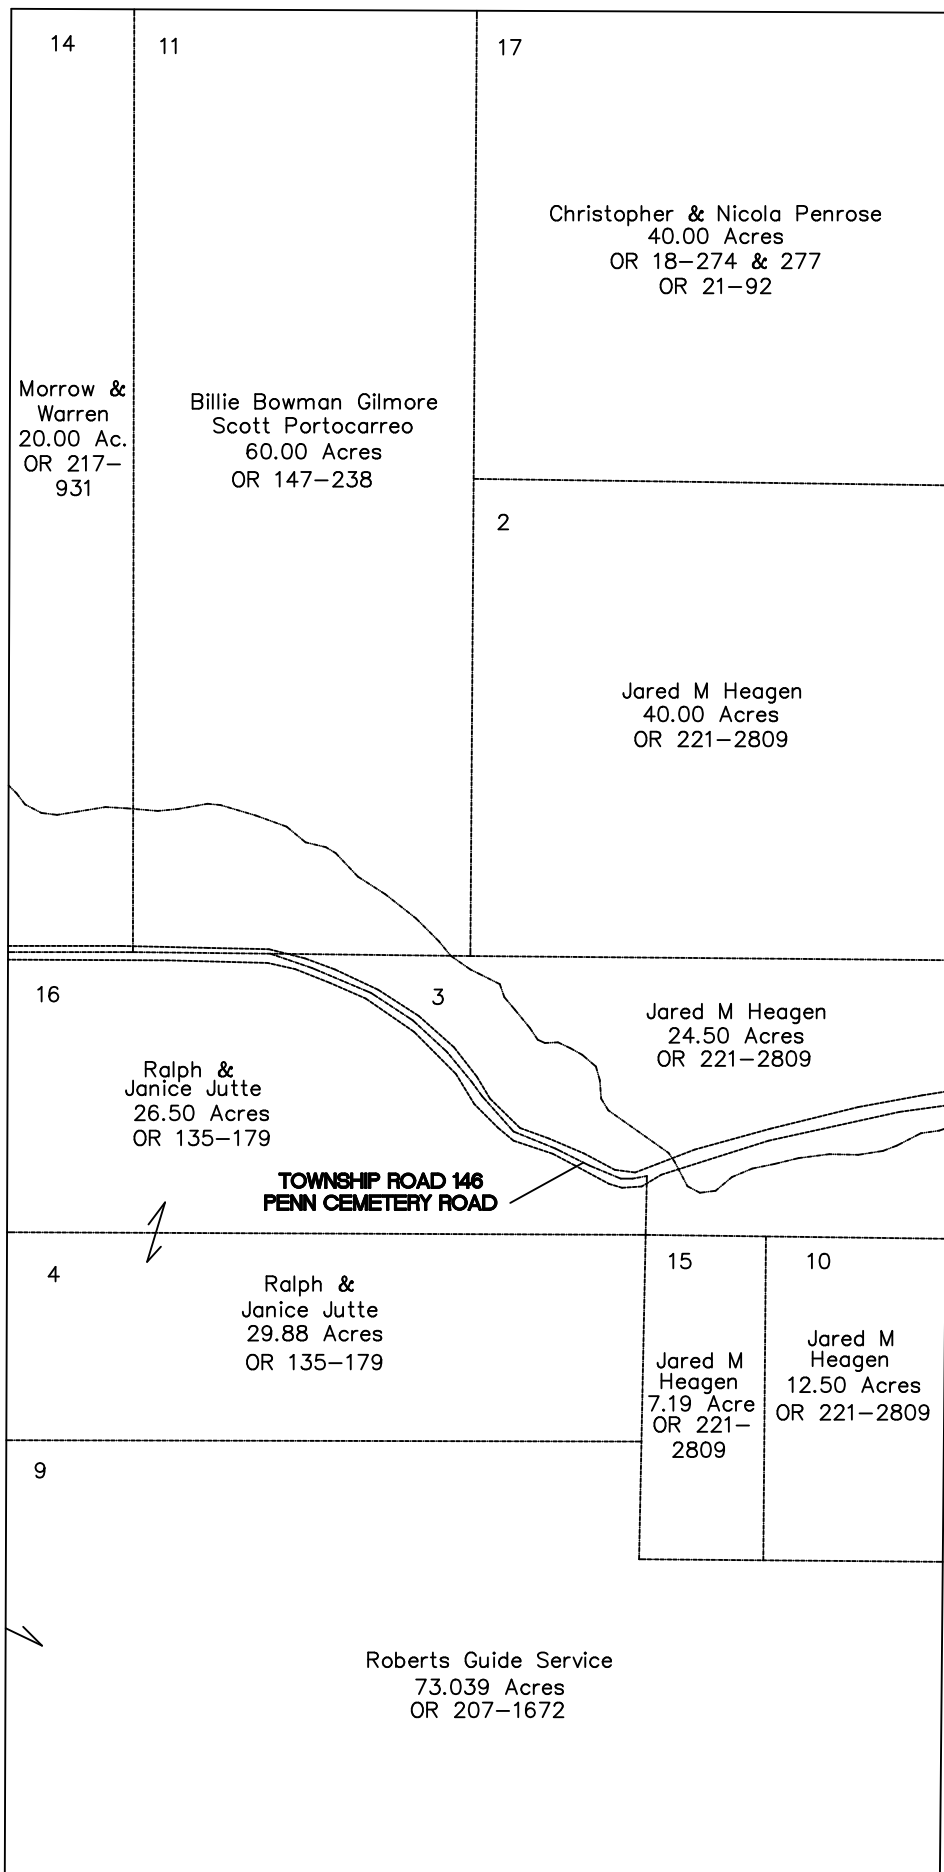 14
11
17
Christopher & Nicola Penrose
40.00 Acres
OR 18-274 & 277
OR 21-92
Morrow &
Warren
20.00 Ac.
OR 217-
931
Billie Bowman Gilmore
Scott Portocarreo
60.00 Acres
OR 147-238
2
Jared M Heagen
40.00 Acres
OR 221-2809
16
3
Jared M Heagen
24.50 Acres
OR 221-2809
Ralph &
Janice Jutte
26.50 Acres
OR 135-179
TOWNSHIP ROAD 146
PENN CEMETERY ROAD
4
Ralph &
Janice Jutte
29.88 Acres
OR 135-179
15
Jared M
Heagen
7.19 Acre
OR 221-
2809
10
Jared M
Heagen
12.50 Acres
OR 221-2809
9
Roberts Guide Service
73.039 Acres
OR 207-1672